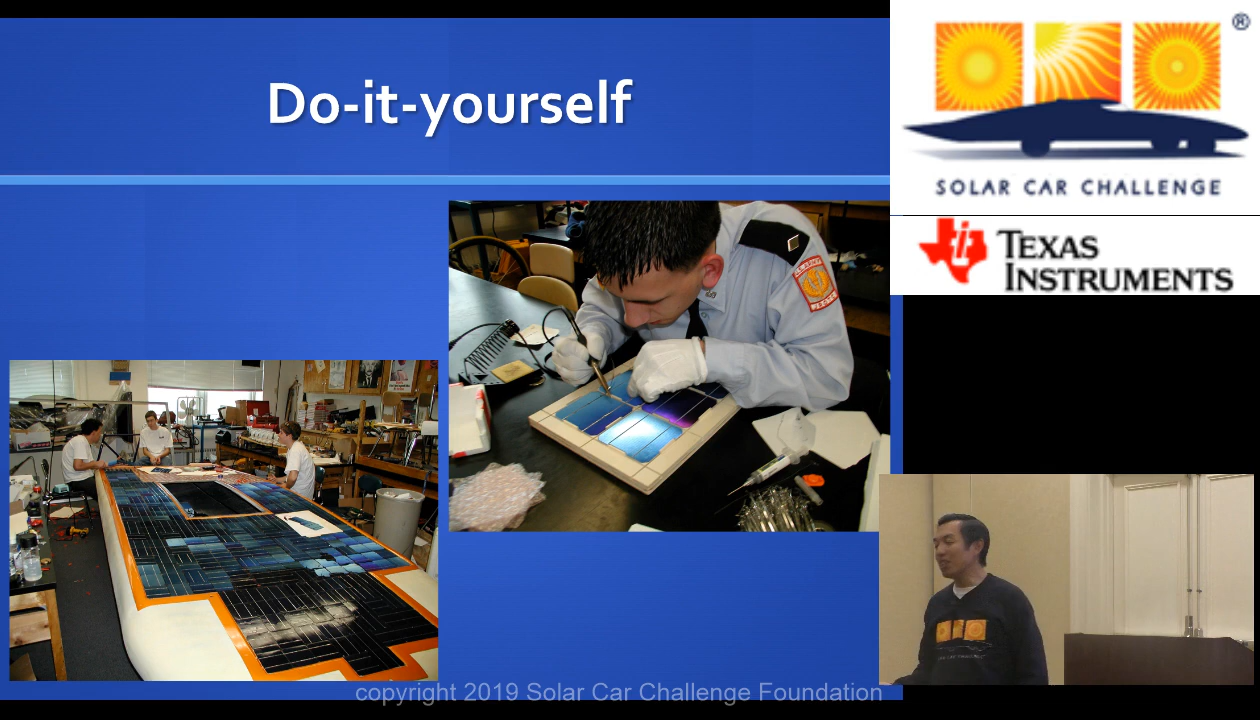 Do-it-yourself
®
SOLAR CAR CHALLENGE
TEXAS
INSTRUMENTS
copyright 2019 Solar Car Challenge Foundation